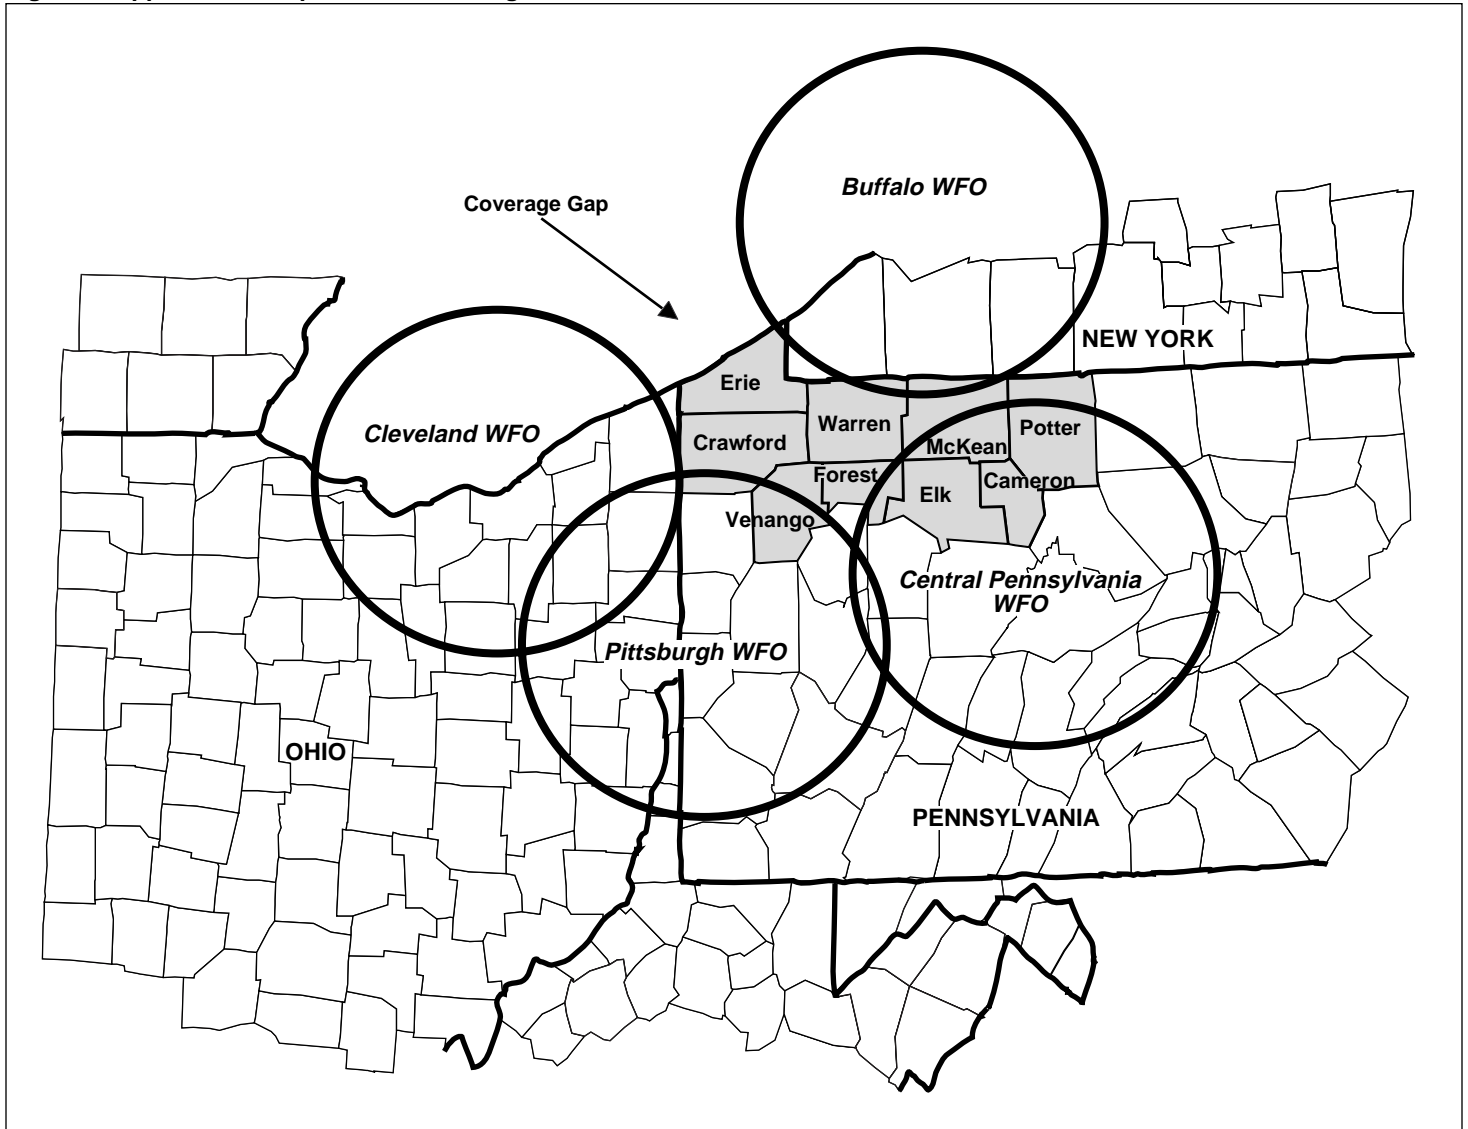 Buffalo WFO
Coverage Gap
NEW YORK
Erie
Warren
Potter
Cleveland WFO
Crawford
McKean
Forest
Cameron
Elk
Venango
Central Pennsylvania
WFO
Pittsburgh WFO
OHIO
PENNSYLVANIA